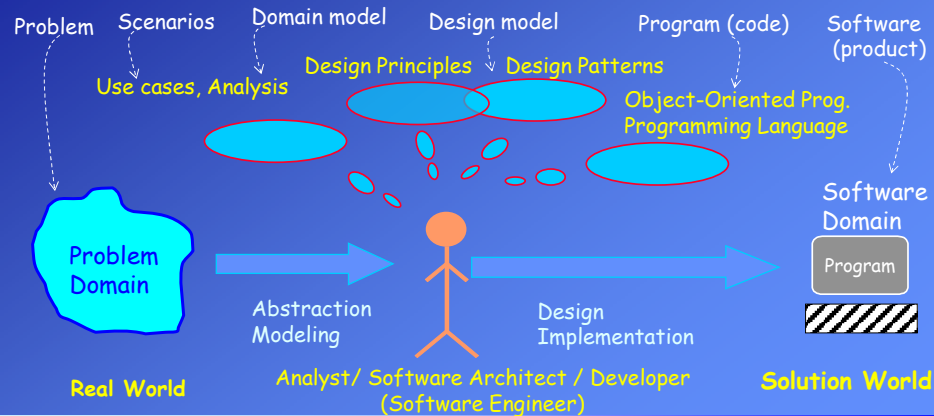 Problem
Scenarios
Domain model
Design model
Program (code)
Software
(product)
Use cases, Analysis
Design Principles
Design Patterns
Object-Oriented Prog.
Programming Language
Problem
Domain
Abstraction
Modeling
Design
Implementation
Software
Domain
Program
Real World
Analyst/ Software Architect / Developer
(Software Engineer)
Solution World